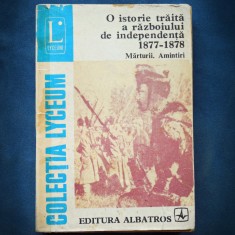 L
LYCEUM
O istorie trăită
a războiului
de independență
1877-1878
Mărturii, Amintiri
COLECȚIA LYCEUM
EDITURA ALBATROS